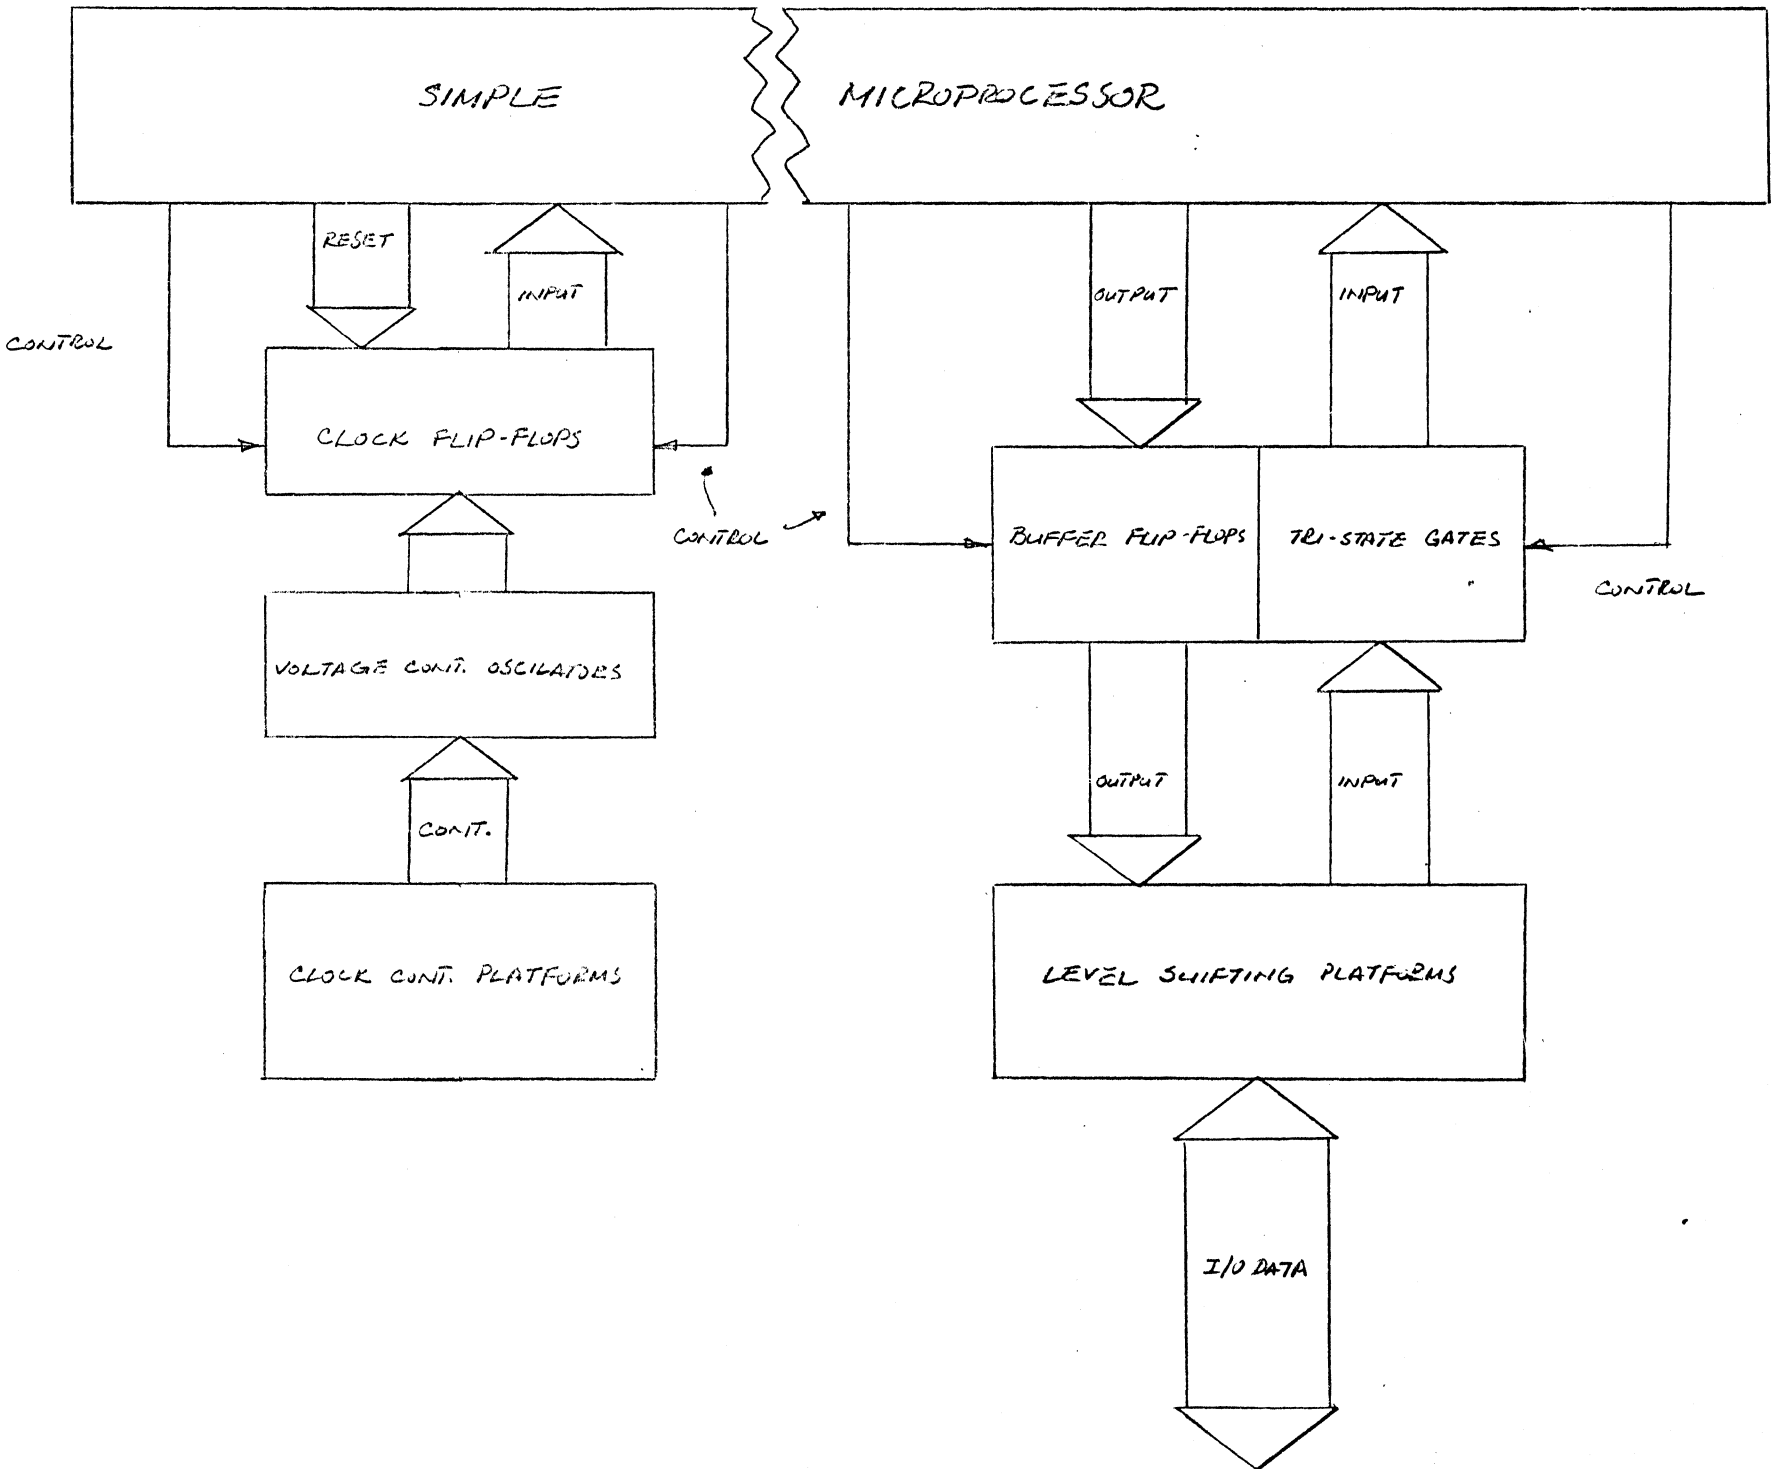 SIMPLE MICROPROCESSOR
RESET
INPUT
OUTPUT
INPUT
CONTROL
CLOCK FLIP-FLOPS
CONTROL
BUFFER FLIP-FLOPS
TRI-STATE GATES
CONTROL
VOLTAGE CONT. OSCILATORS
OUTPUT
INPUT
CONT.
CLOCK CONT. PLATFORMS
LEVEL SHIFTING PLATFORMS
I/O DATA